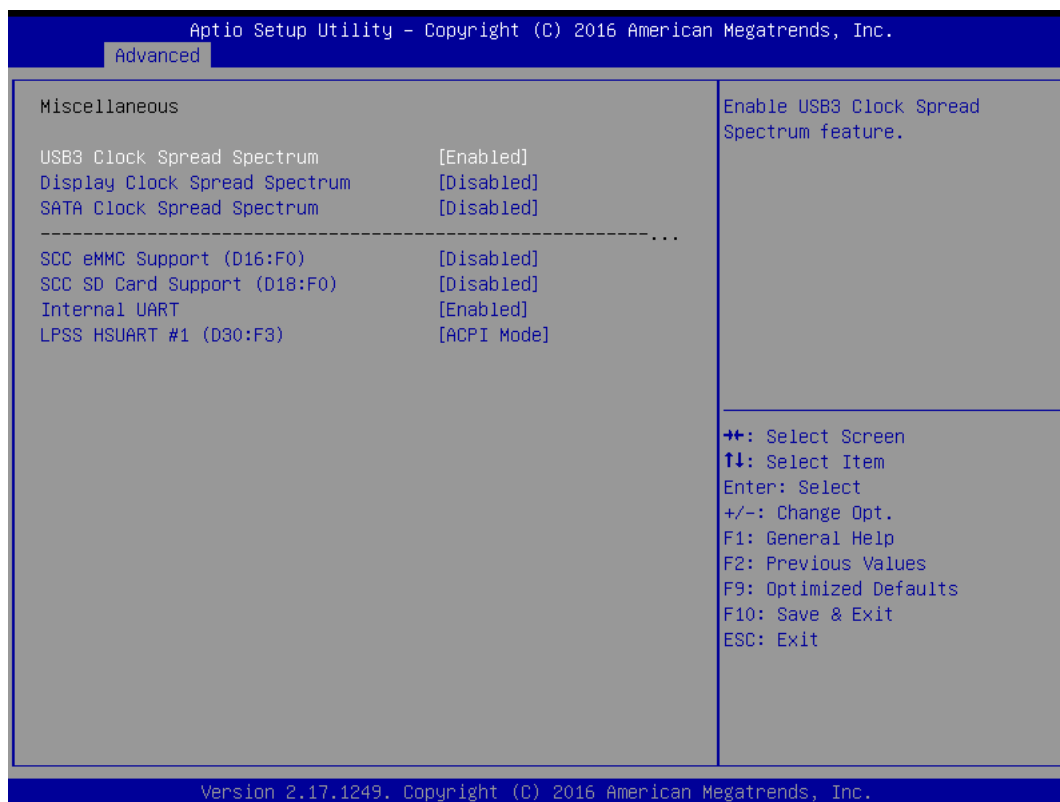 Aptio Setup Utility – Copyright (C) 2016 American Megatrends, Inc.
Advanced
Miscellaneous
USB3 Clock Spread Spectrum [Enabled]
Display Clock Spread Spectrum [Disabled]
SATA Clock Spread Spectrum [Disabled]
----------------------------------------------------------...
SCC eMMC Support (D16:F0) [Disabled]
SCC SD Card Support (D18:F0) [Disabled]
Internal UART [Enabled]
LPSS HSUART #1 (D30:F3) [ACPI Mode]
Enable USB3 Clock Spread
Spectrum feature.
→←: Select Screen
↑↓: Select Item
Enter: Select
+/-: Change Opt.
F1: General Help
F2: Previous Values
F9: Optimized Defaults
F10: Save & Exit
ESC: Exit
Version 2.17.1249. Copyright (C) 2016 American Megatrends, Inc.